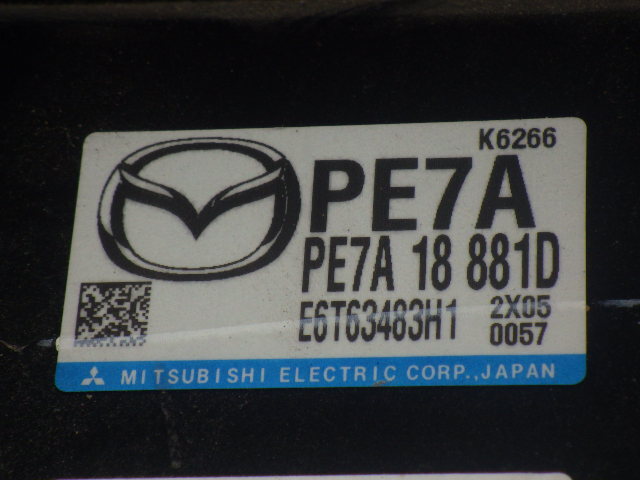 K6266
PE7A
PE7A 18 881D
E6T63483H1 2X05
0057
MITSUBISHI ELECTRIC CORP., JAPAN